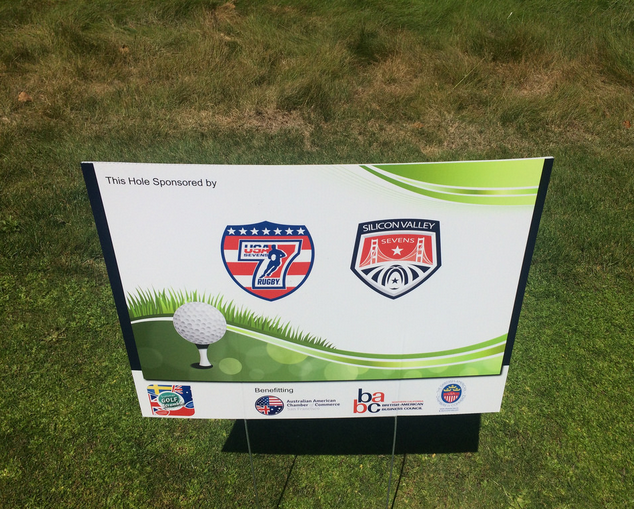 This Hole Sponsored by
USA
SEVENS
7
RUGBY
SILICON VALLEY
SEVENS
GOLF
Benefitting
Australian American
Chamber of Commerce
babc
BRITISH-AMERICAN
BUSINESS COUNCIL